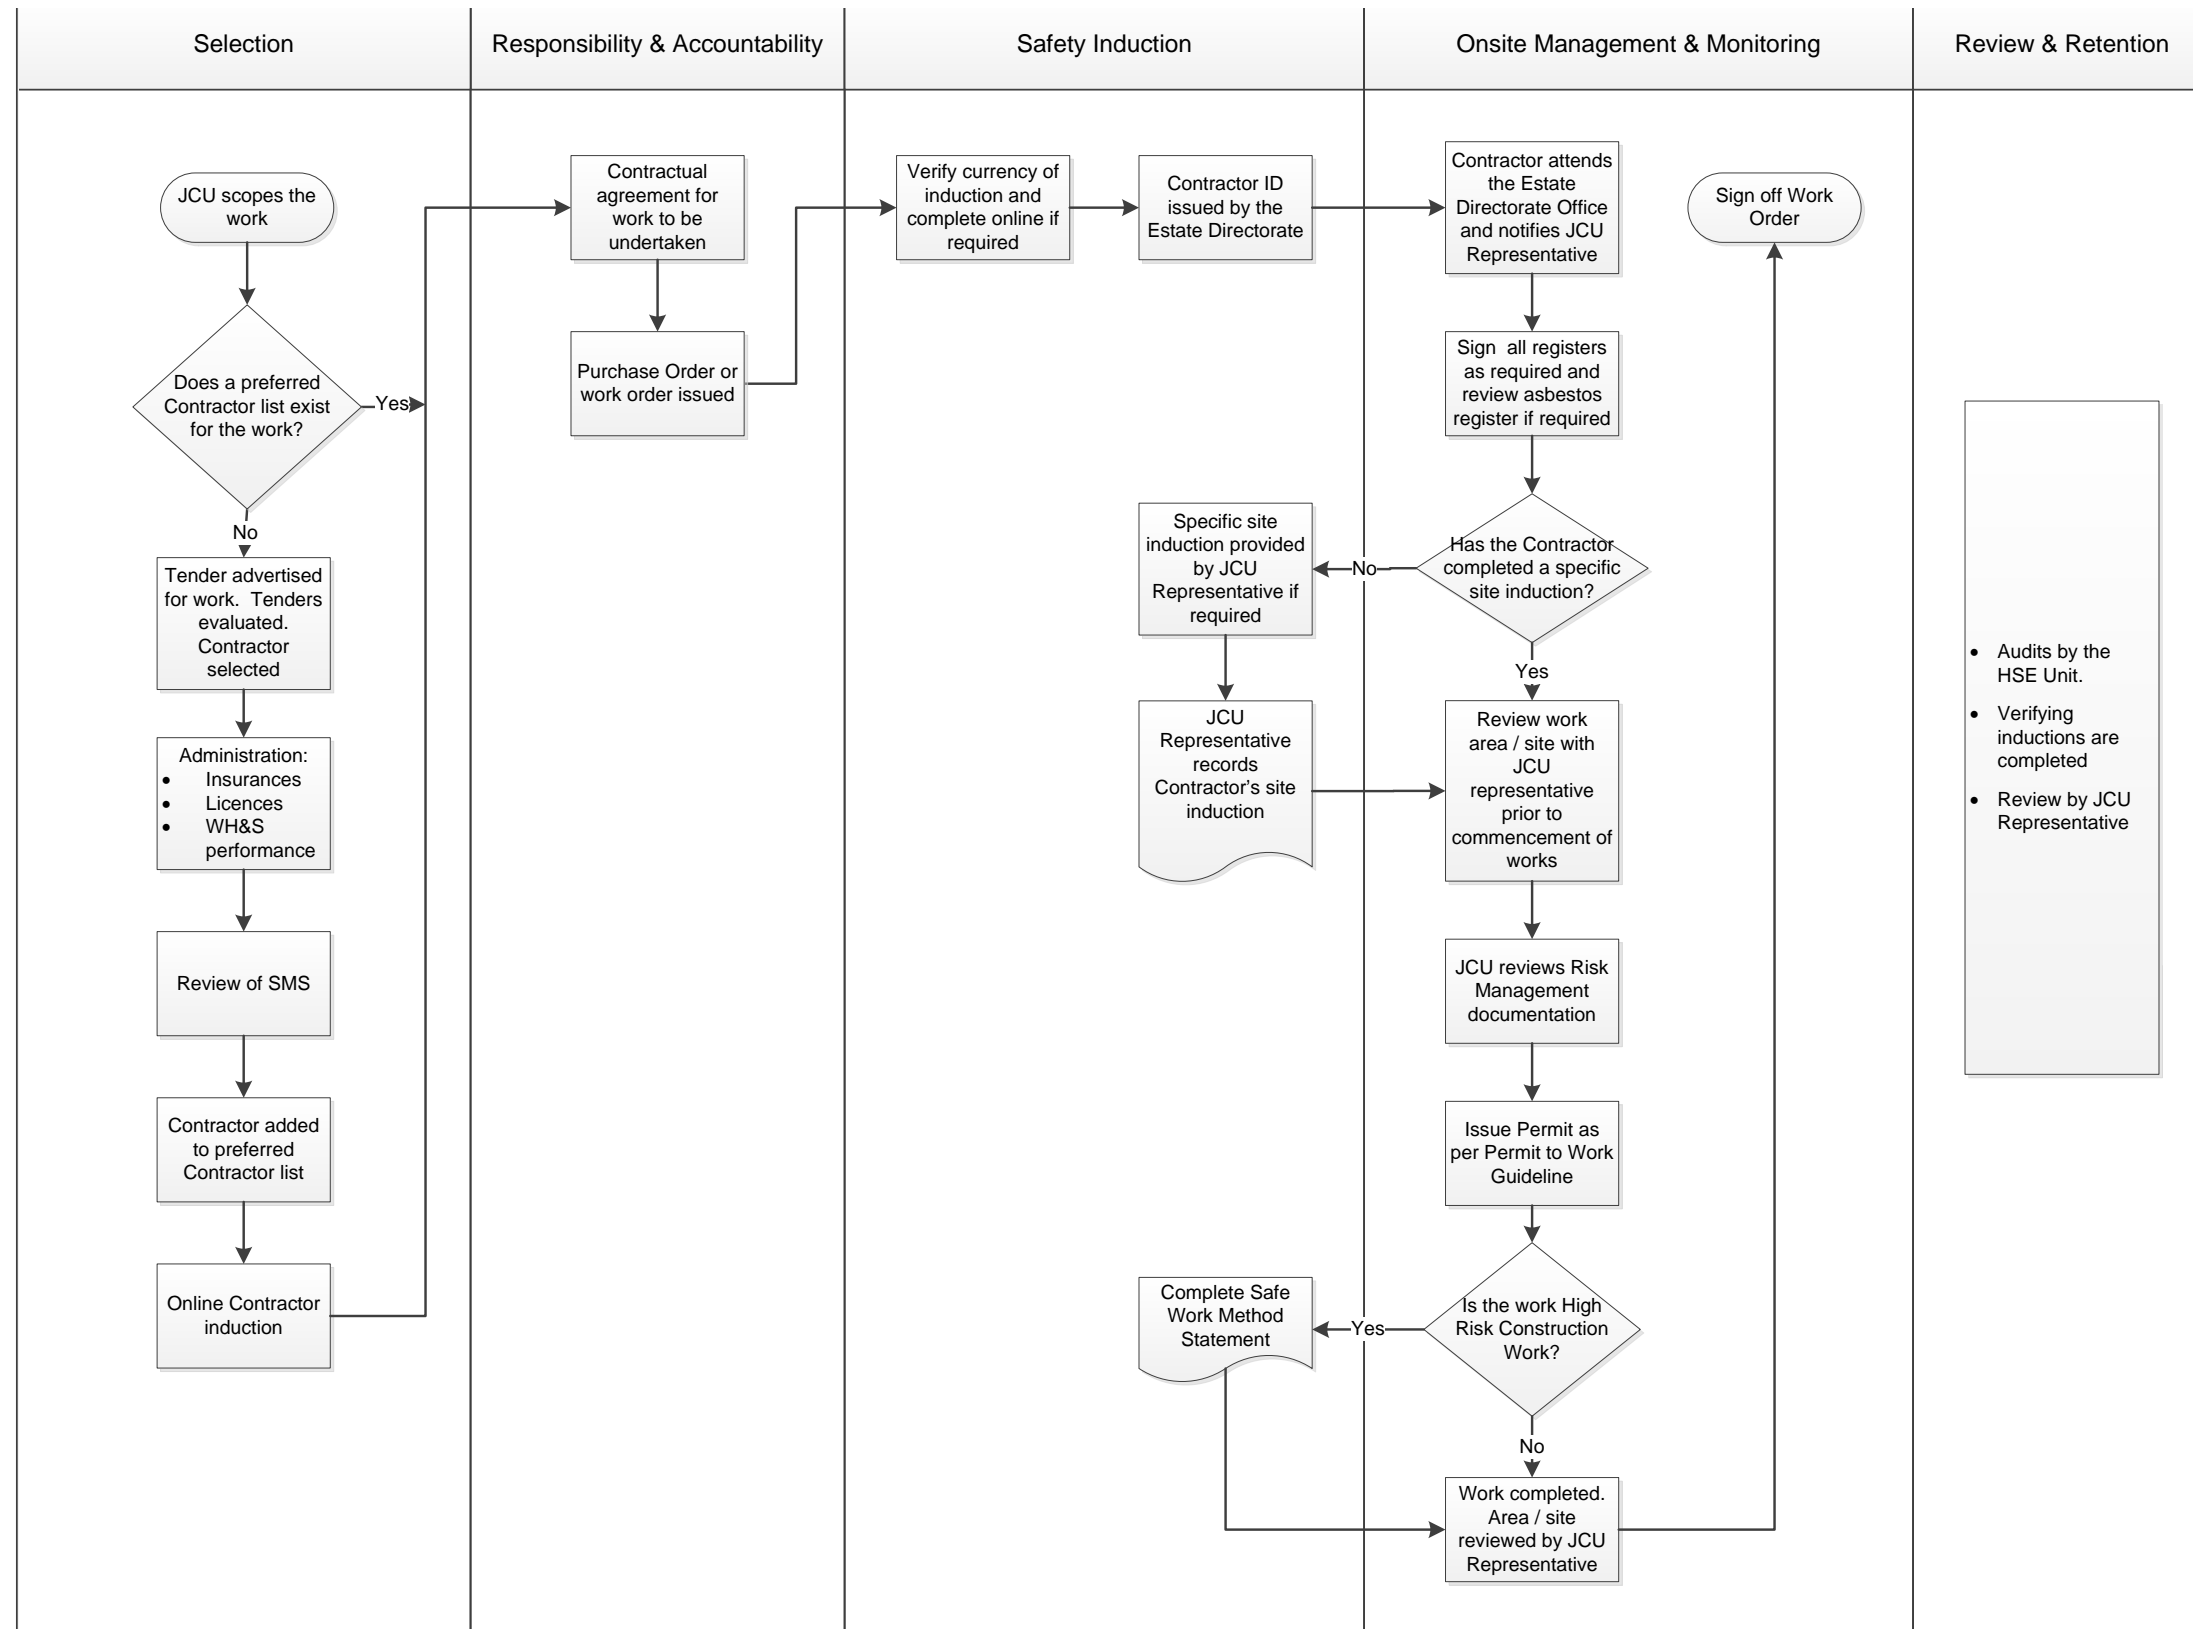 Selection
Responsibility & Accountability
Safety Induction
Onsite Management & Monitoring
Review & Retention
JCU scopes the
work
Does a preferred
Contractor list exist
for the work?
Yes
No
Tender advertised
for work.  Tenders
evaluated.
Contractor
selected
Administration:
• Insurances
• Licences
• WH&S
performance
Review of SMS
Contractor added
to preferred
Contractor list
Online Contractor
induction
Contractual
agreement for
work to be
undertaken
Purchase Order or
work order issued
Verify currency of
induction and
complete online if
required
Contractor ID
issued by the
Estate Directorate
Specific site
induction provided
by JCU
Representative if
required
JCU
Representative
records
Contractor's site
induction
Complete Safe
Work Method
Statement
Contractor attends
the Estate
Directorate Office
and notifies JCU
Representative
Sign  all registers
as required and
review asbestos
register if required
Has the Contractor
completed a specific
site induction?
No
Yes
Review work
area / site with
JCU
representative
prior to
commencement of
works
JCU reviews Risk
Management
documentation
Issue Permit as
per Permit to Work
Guideline
Is the work High
Risk Construction
Work?
Yes
No
Work completed.
Area / site
reviewed by JCU
Representative
Sign off Work
Order
• Audits by the
HSE Unit.
• Verifying
inductions are
completed
• Review by JCU
Representative